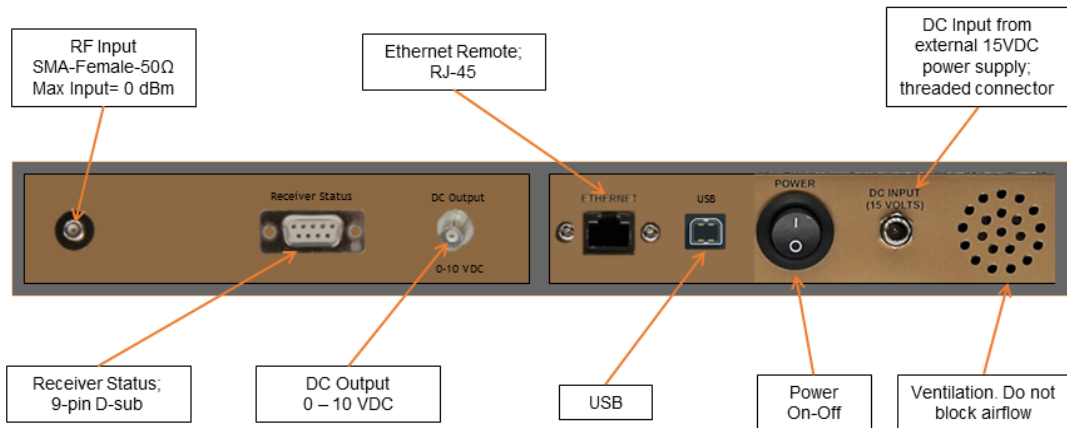 RF Input
SMA-Female-50Ω
Max Input= 0 dBm
Ethernet Remote;
RJ-45
DC Input from
external 15VDC
power supply;
threaded connector
Receiver Status
DC Output
0-10 VDC
ETHERNET
USB
POWER
I
O
DC INPUT
(15 VOLTS)
Receiver Status;
9-pin D-sub
DC Output
0 – 10 VDC
USB
Power
On-Off
Ventilation. Do not
block airflow